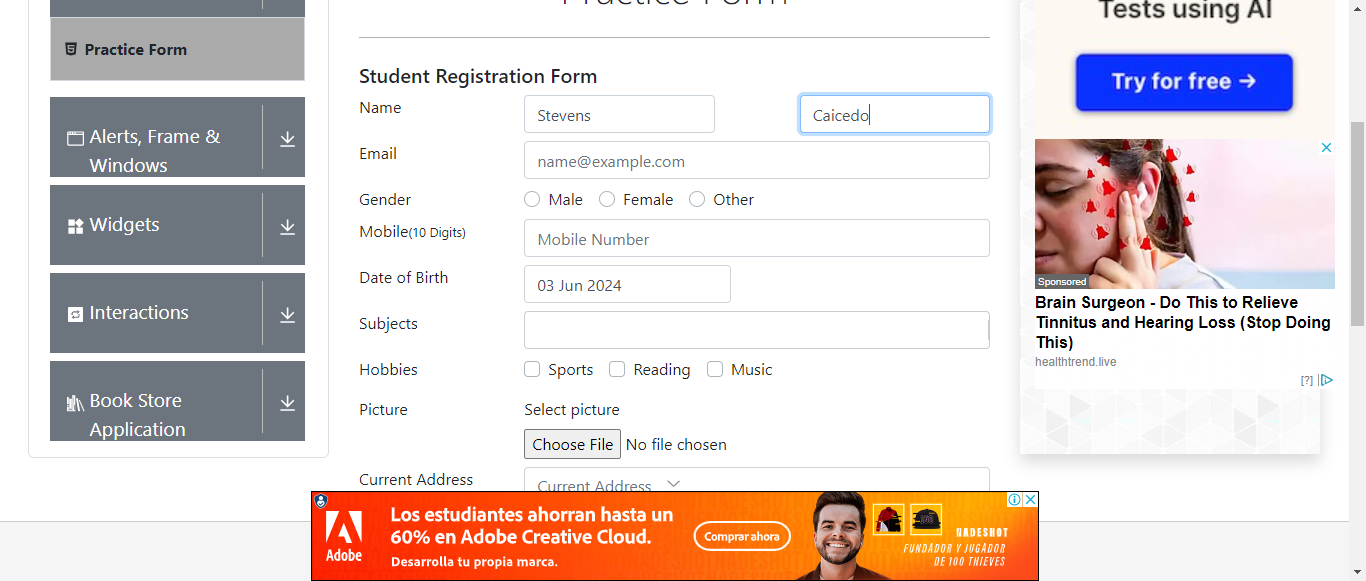 Practice Form
Practice Form
Alerts, Frame &
Windows
Widgets
Interactions
Book Store
Application
Student Registration Form
Name
Stevens
Caicedo
Email
name@example.com
Gender
Male
Female
Other
Mobile(10 Digits)
Mobile Number
Date of Birth
03 Jun 2024
Subjects
Hobbies
Sports
Reading
Music
Picture
Select picture
Choose File
No file chosen
Current Address
Current Address
Tests using AI
Try for free →
Sponsored
Brain Surgeon - Do This to Relieve
Tinnitus and Hearing Loss (Stop Doing
This)
healthtrend.live
[?]
Adobe
Los estudiantes ahorran hasta un
60% en Adobe Creative Cloud.
Desarrolla tu propia marca.
Comprar ahora
NADESHOT
FUNDADOR Y JUGADOR
DE 100 THIEVES